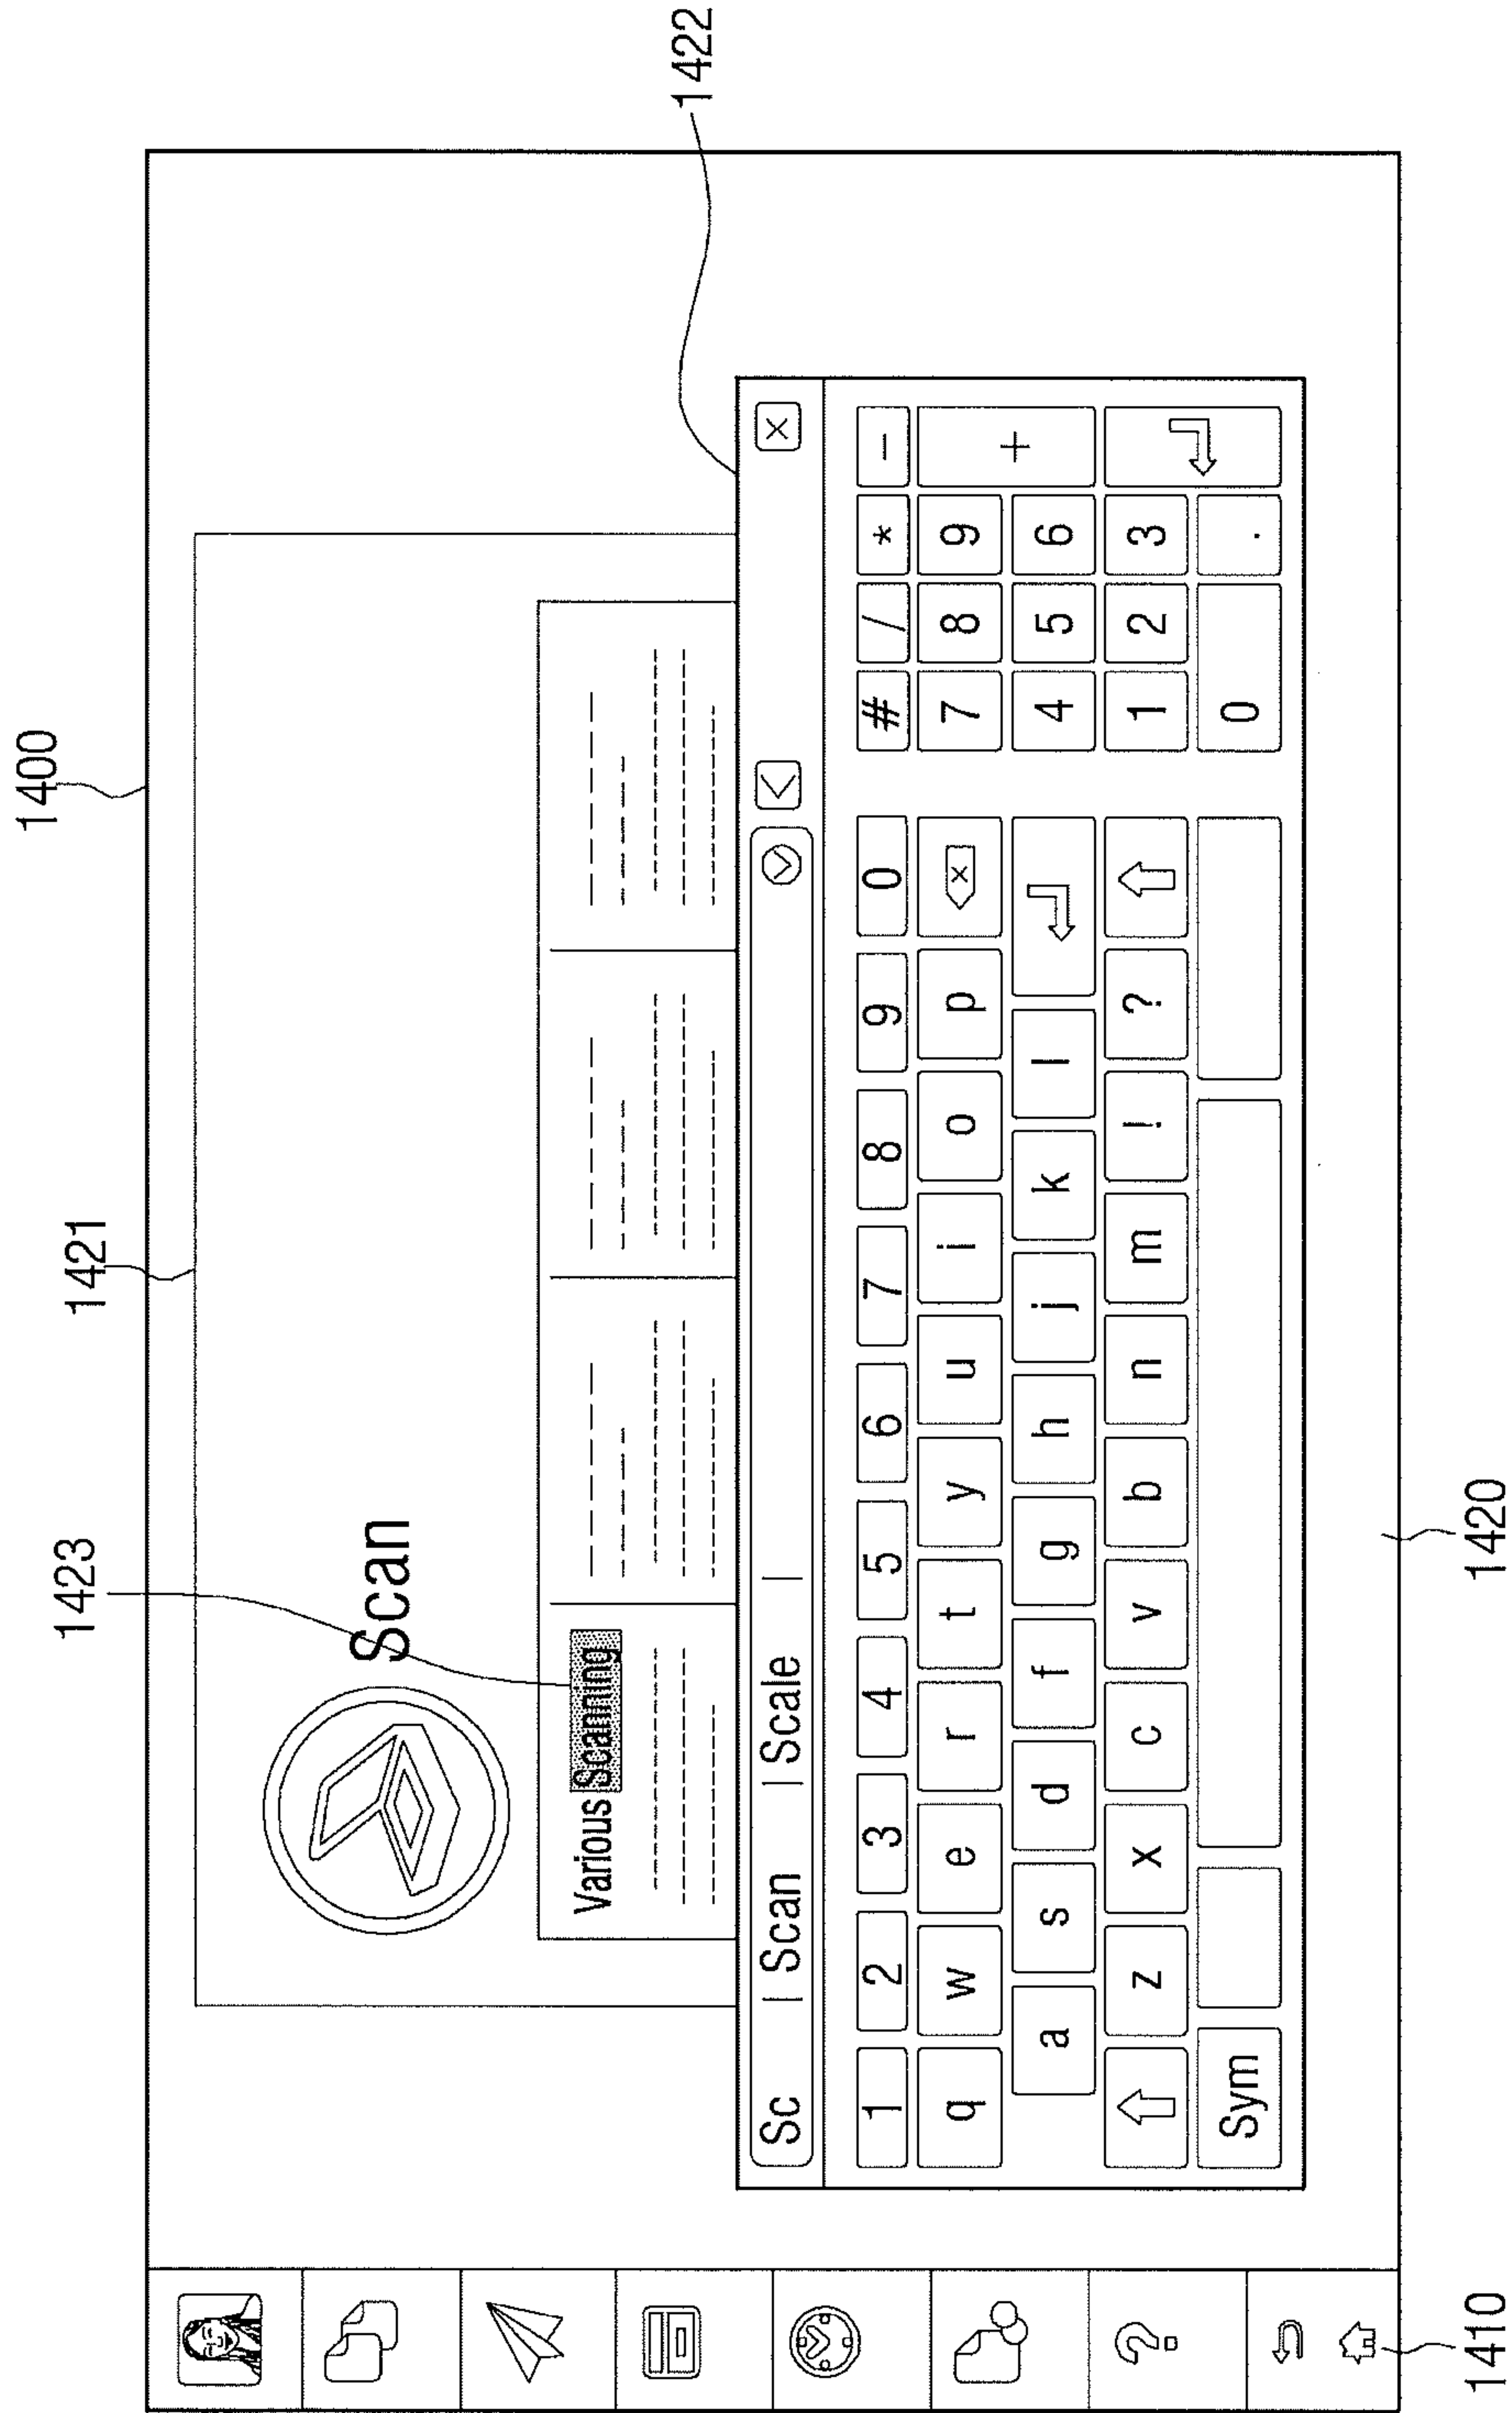 1400
1421
1423
1422
Scan
Various Scanning
Sc | Scan | Scale |
1 2 3 4 5 6 7 8 9 0 # / * -
q w e r t y u i o p 7 8 9 +
a s d f g h j k l 4 5 6
z x c v b n m ! ? 1 2 3
Sym 0 .
?
1410
1420